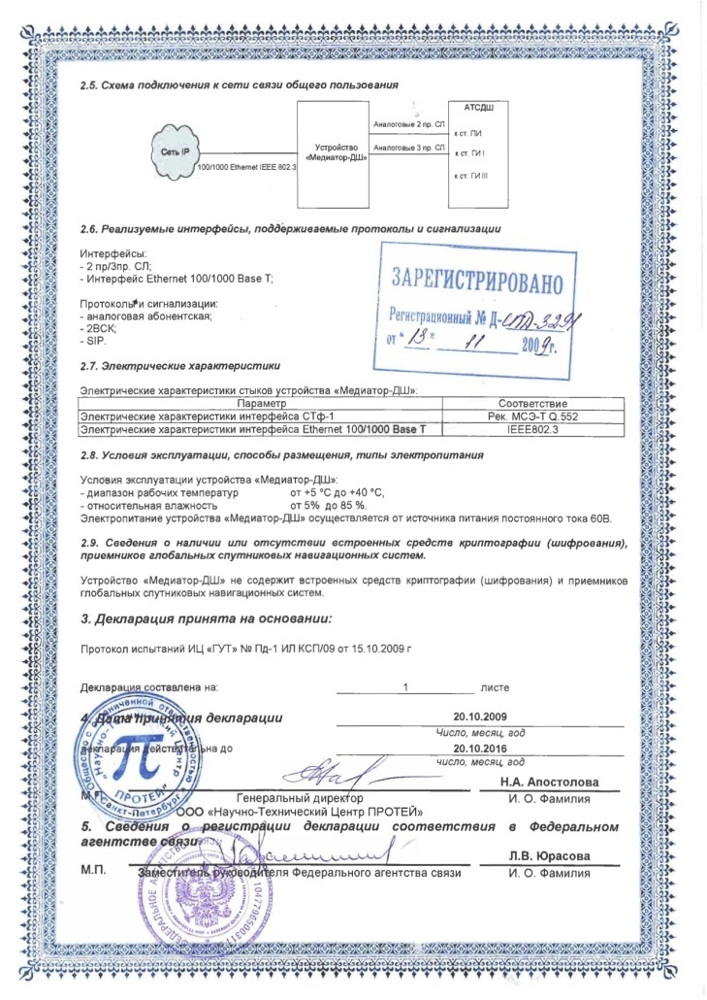 2.5. Схема подключения к сети связи общего пользования
АТСДШ
Аналоговые 2 пр. СЛ
к ст. ПИ
Сеть IP
Устройство
«Медиатор-ДШ»
Аналоговые 3 пр. СЛ
к ст. ГИ I
100/1000 Ethernet IEEE 802.3
к ст. ГИ III
2.6. Реализуемые интерфейсы, поддерживаемые протоколы и сигнализации
Интерфейсы:
- 2 пр/3пр. СЛ;
- Интерфейс Ethernet 100/1000 Base T;
Протоколы и сигнализации:
- аналоговая абонентская;
- 2ВСК;
- SIP.
ЗАРЕГИСТРИРОВАНО
Регистрационный № Д-СПД-3291
от "13" 11 2009г.
2.7. Электрические характеристики
Электрические характеристики стыков устройства «Медиатор-ДШ»:
Параметр Соответствие
Электрические характеристики интерфейса СТф-1 Рек. МСЭ-Т Q.552
Электрические характеристики интерфейса Ethernet 100/1000 Base T IEEE802.3
2.8. Условия эксплуатации, способы размещения, типы электропитания
Условия эксплуатации устройства «Медиатор-ДШ»:
- диапазон рабочих температур от +5 °С до +40 °С,
- относительная влажность от 5% до 85 %.
Электропитание устройства «Медиатор-ДШ» осуществляется от источника питания постоянного тока 60В.
2.9. Сведения о наличии или отсутствии встроенных средств криптографии (шифрования),
приемников глобальных спутниковых навигационных систем.
Устройство «Медиатор-ДШ» не содержит встроенных средств криптографии (шифрования) и приемников
глобальных спутниковых навигационных систем.
3. Декларация принята на основании:
Протокол испытаний ИЦ «ГУТ» № Пд-1 ИЛ КСП/09 от 15.10.2009 г
Декларация составлена на: 1 листе
4. Дата принятия декларации 20.10.2009
Число, месяц, год
декларация действительна до 20.10.2016
число, месяц, год
Н.А. Апостолова
М.П. Генеральный директор И. О. Фамилия
ООО «Научно-Технический Центр ПРОТЕЙ»
Общество с ограниченной ответственностью
Научно-Технический Центр
"ПРОТЕЙ"
Санкт-Петербург
5. Сведения о регистрации декларации соответствия в Федеральном
агентстве связи
Л.В. Юрасова
М.П. Заместитель руководителя Федерального агентства связи И. О. Фамилия
ФЕДЕРАЛЬНОЕ АГЕНТСТВО СВЯЗИ